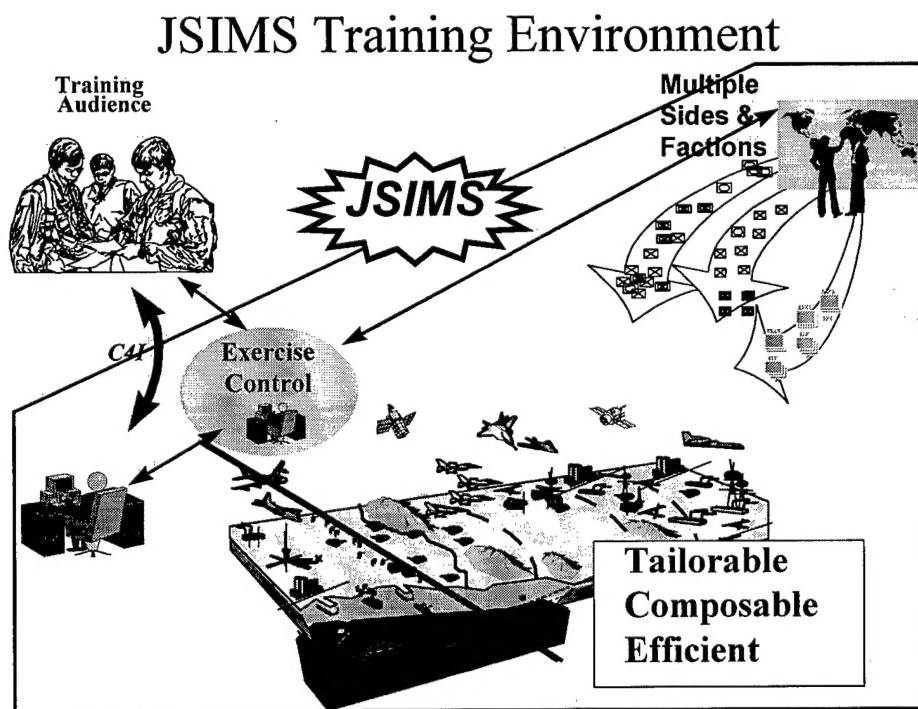 JSIMS Training Environment
Training
Audience
Multiple
Sides &
Factions
JSIMS
C4I
Exercise
Control
Tailorable
Composable
Efficient